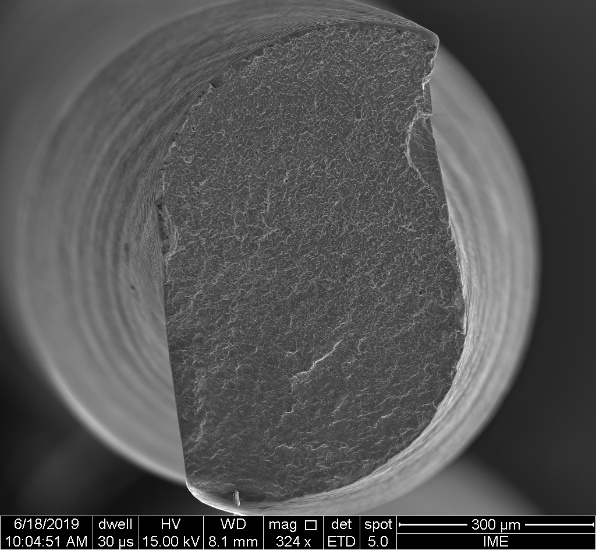 6/18/2019 dwell HV WD mag det spot 300 µm
10:04:51 AM 30 µs 15.00 kV 8.1 mm 324 x ETD 5.0 IME